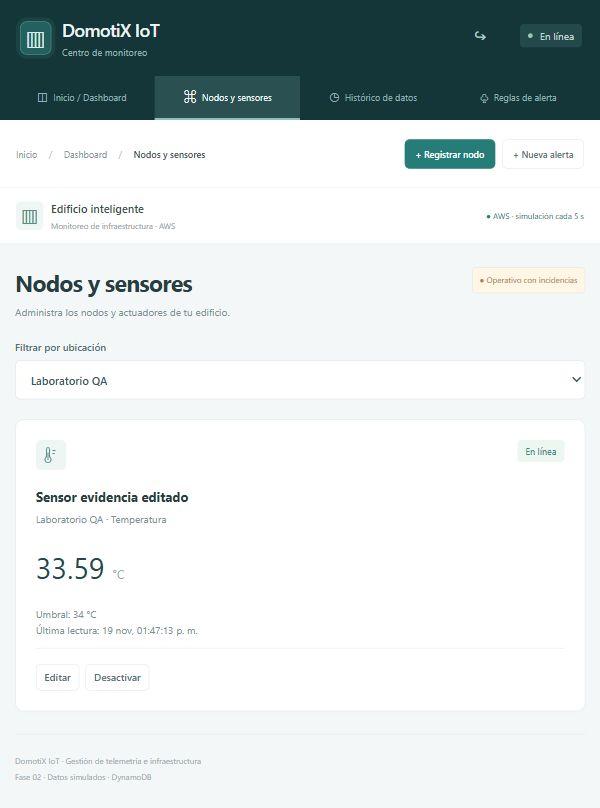 DomotiX IoT
Centro de monitoreo
En línea
Inicio / Dashboard
Nodos y sensores
Histórico de datos
Reglas de alerta
Inicio / Dashboard / Nodos y sensores
+ Registrar nodo
+ Nueva alerta
Edificio inteligente
Monitoreo de infraestructura · AWS
AWS · simulación cada 5 s
Nodos y sensores
Operativo con incidencias
Administra los nodos y actuadores de tu edificio.
Filtrar por ubicación
Laboratorio QA
En línea
Sensor evidencia editado
Laboratorio QA · Temperatura
33.59 °C
Umbral: 34 °C
Última lectura: 19 nov, 01:47:13 p. m.
Editar
Desactivar
DomotiX IoT · Gestión de telemetría e infraestructura
Fase 02 · Datos simulados · DynamoDB